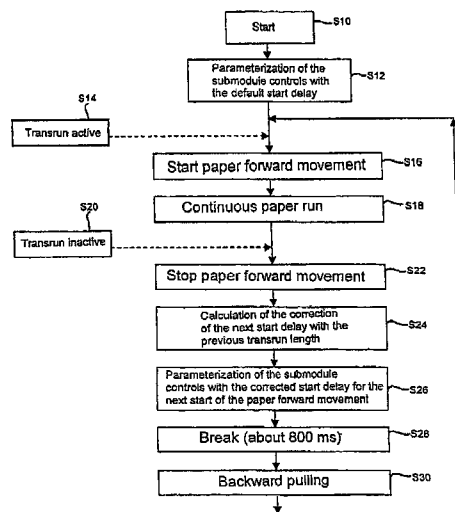 Start
S10
Parameterization of the
submodule controls with
the default start delay
S12
S14
Transrun active
Start paper forward movement
S16
Continuous paper run
S18
S20
Transrun inactive
Stop paper forward movement
S22
Calculation of the correction
of the next start delay with the
previous transrun length
S24
Parameterization of the submodule
controls with the corrected start delay for the
next start of the paper forward movement
S26
Break (about 800 ms)
S28
Backward pulling
S30